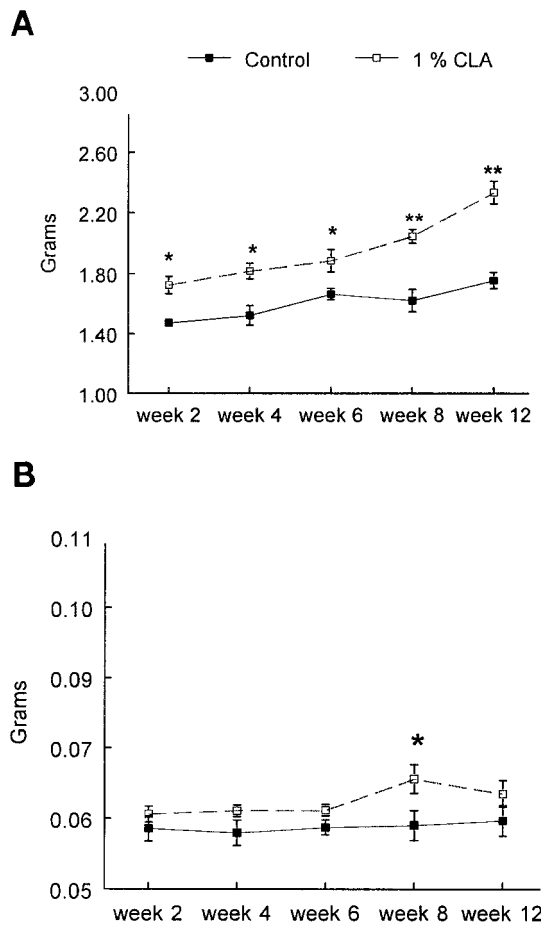 A
Control 1 % CLA
3.00
2.60
2.20
1.80
1.40
1.00
Grams
* * * ** **
week 2 week 4 week 6 week 8 week 12
B
0.11
0.10
0.09
0.07
0.06
0.05
Grams
*
week 2 week 4 week 6 week 8 week 12